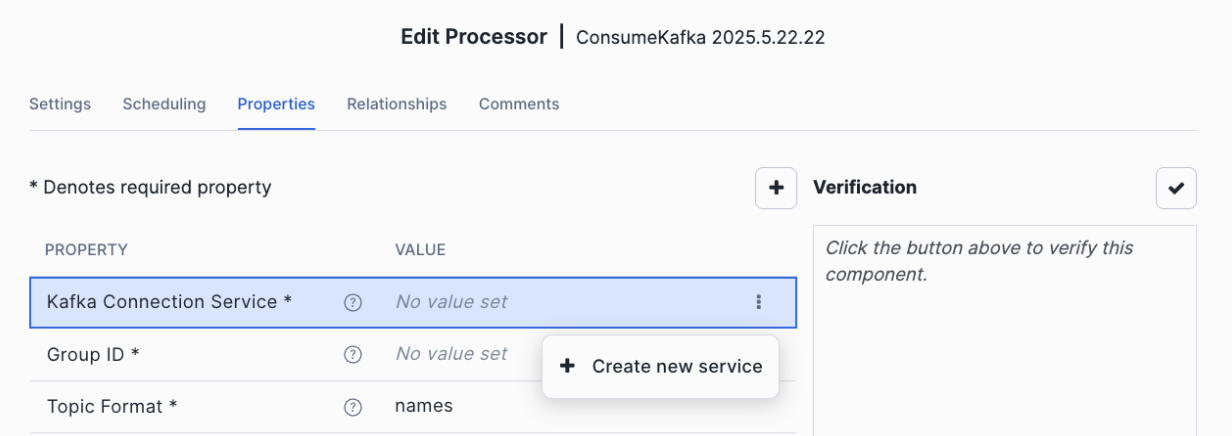 Edit Processor | ConsumeKafka 2025.5.22.22
Settings Scheduling Properties Relationships Comments
* Denotes required property
Verification
PROPERTY VALUE
Click the button above to verify this
component.
Kafka Connection Service * ? No value set
Group ID * ? No value set
+ Create new service
Topic Format * ? names